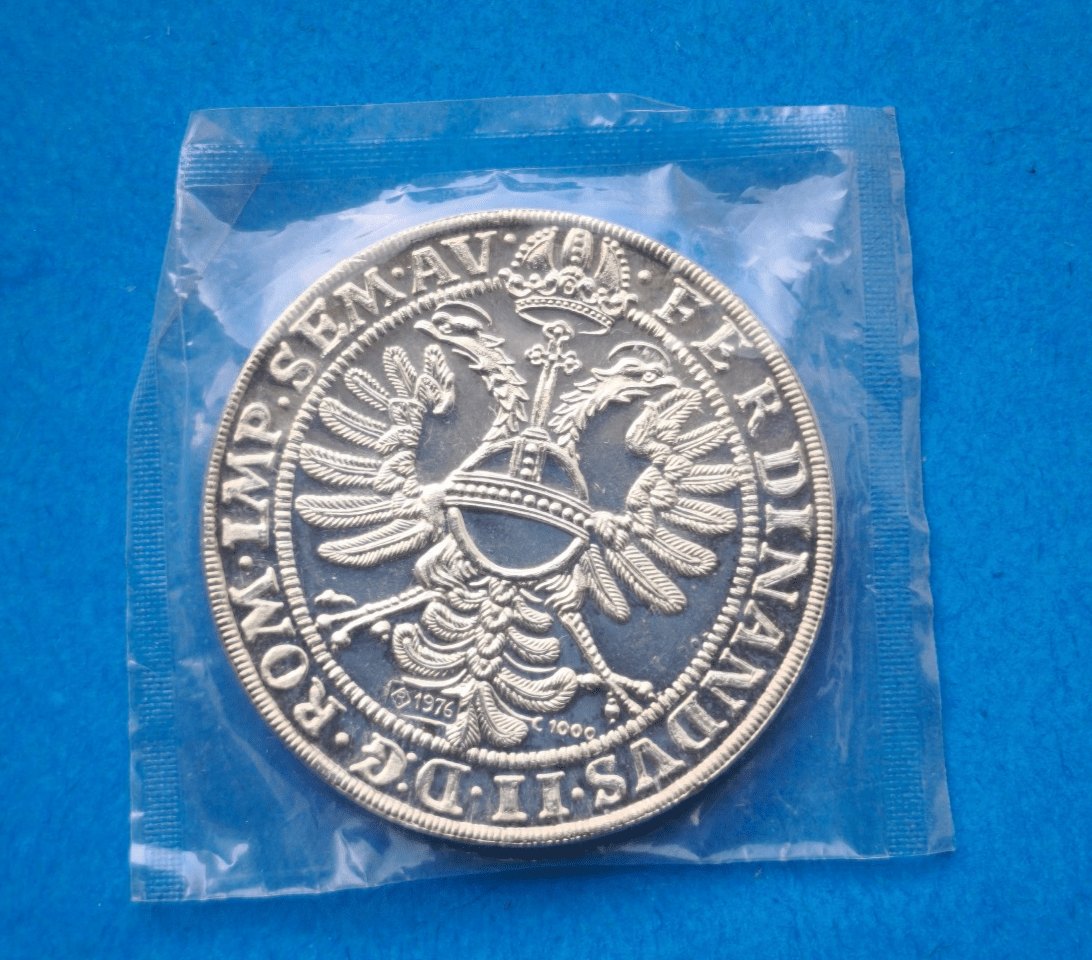 · FERDINANDVS · II · D:G · ROM · IMP · SEM · AV ·
1976
C 1000